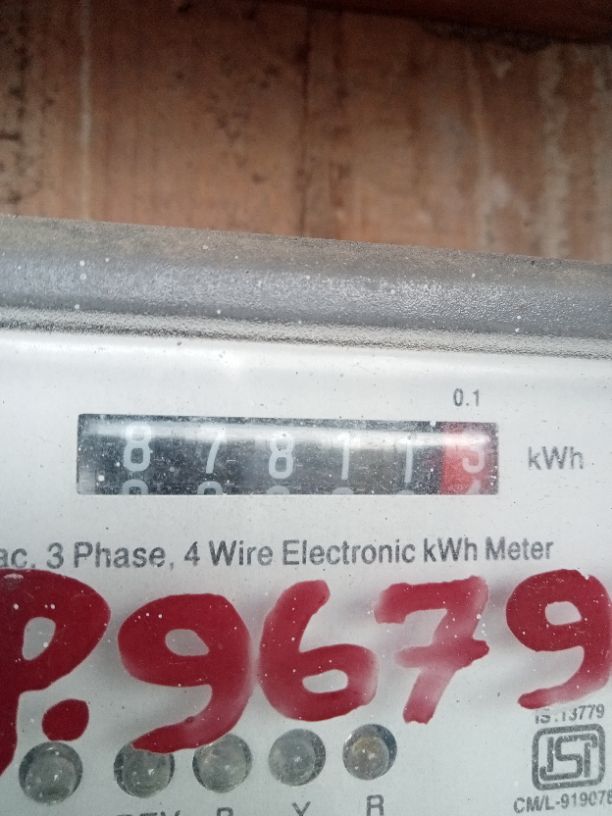 0.1
8 7 8 1 1 3 kWh
ac, 3 Phase, 4 Wire Electronic kWh Meter
P.9679
IS:13779
ISI
CM/L-919078
Y R